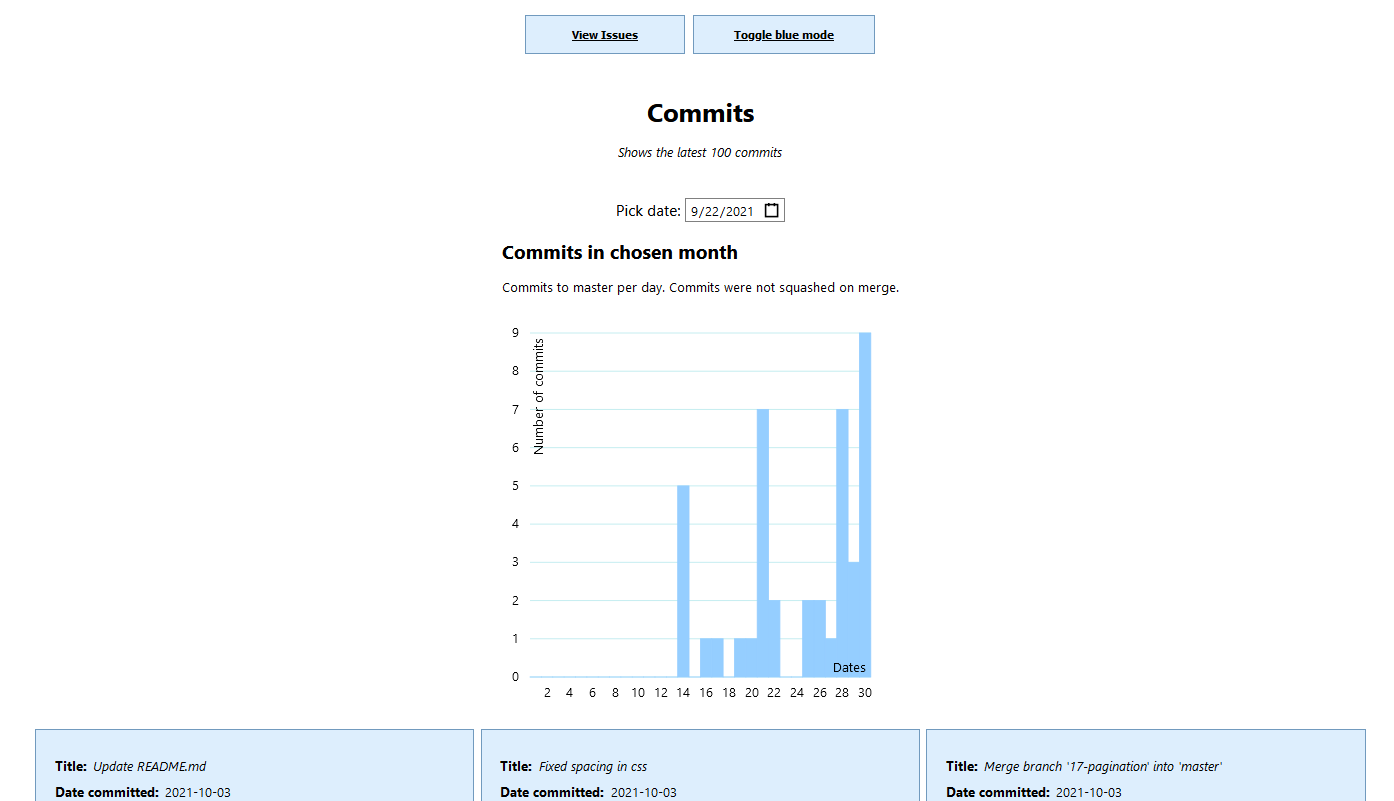 View Issues Toggle blue mode
Commits
Shows the latest 100 commits
Pick date: 9/22/2021
Commits in chosen month
Commits to master per day. Commits were not squashed on merge.
Number of commits
9
8
7
6
5
4
3
2
1
0
Dates
2 4 6 8 10 12 14 16 18 20 22 24 26 28 30
Title: Update README.md
Date committed: 2021-10-03
Title: Fixed spacing in css
Date committed: 2021-10-03
Title: Merge branch '17-pagination' into 'master'
Date committed: 2021-10-03